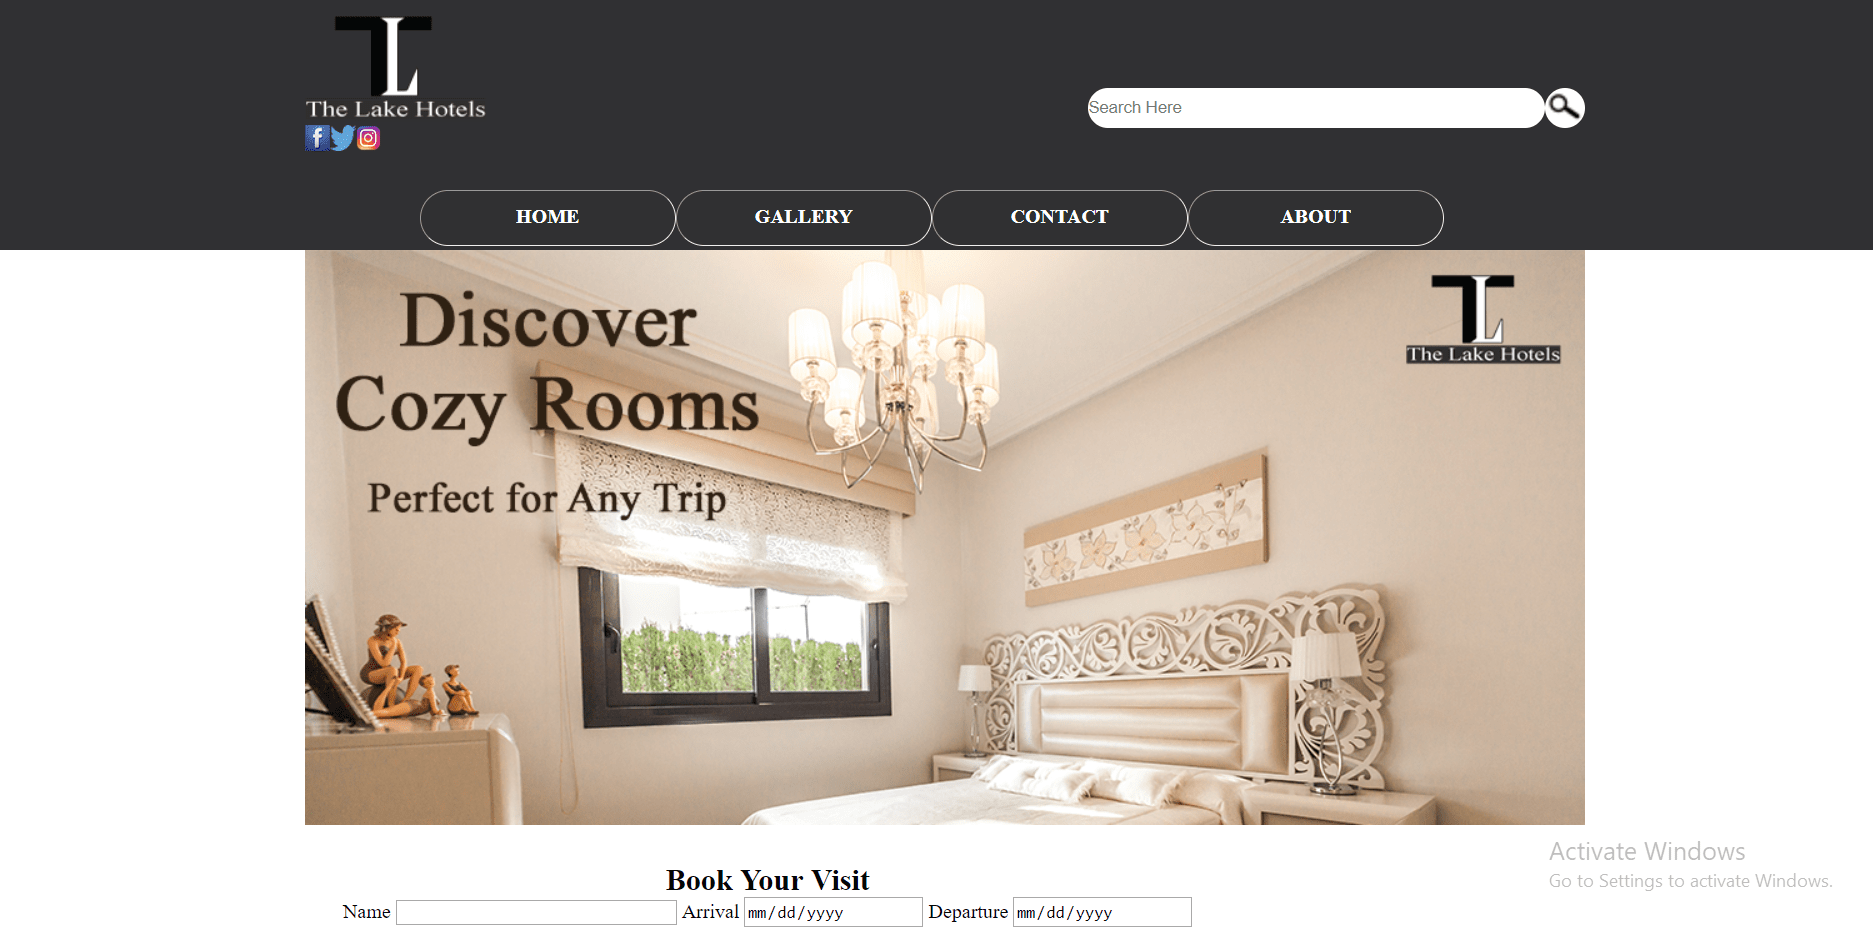 TL
The Lake Hotels
Search Here
HOME
GALLERY
CONTACT
ABOUT
Discover
Cozy Rooms
Perfect for Any Trip
TL
The Lake Hotels
Activate Windows
Go to Settings to activate Windows.
Book Your Visit
Name Arrival mm/dd/yyyy Departure mm/dd/yyyy